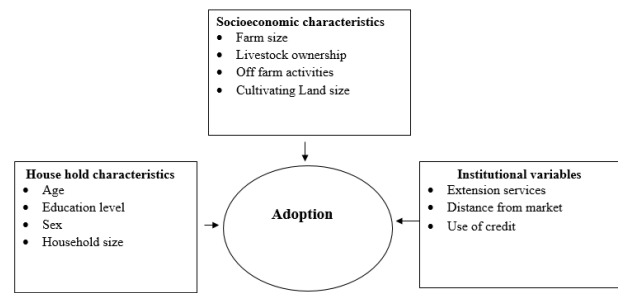 Socioeconomic characteristics
• Farm size
• Livestock ownership
• Off farm activities
• Cultivating Land size
House hold characteristics
• Age
• Education level
• Sex
• Household size
Adoption
Institutional variables
• Extension services
• Distance from market
• Use of credit